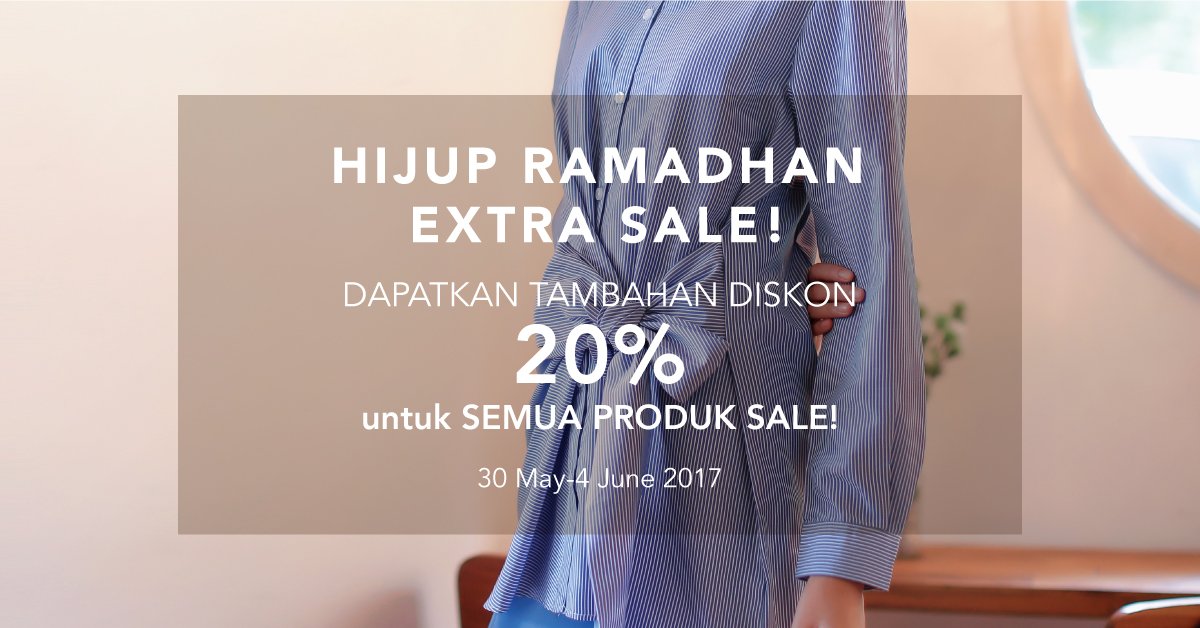 HIJUP RAMADHAN
EXTRA SALE!
DAPATKAN TAMBAHAN DISKON
20%
untuk SEMUA PRODUK SALE!
30 May-4 June 2017